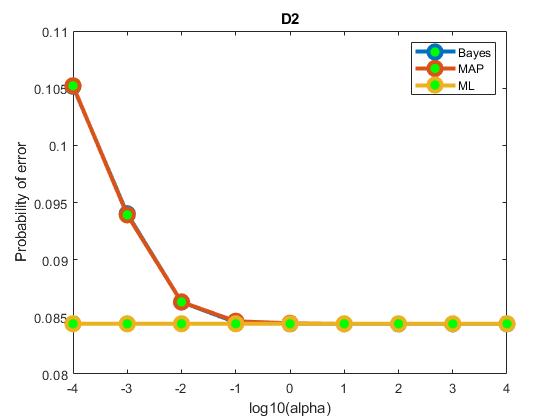 D2
Bayes
MAP
ML
Probability of error
0.11
0.105
0.1
0.095
0.09
0.085
0.08
-4 -3 -2 -1 0 1 2 3 4
log10(alpha)